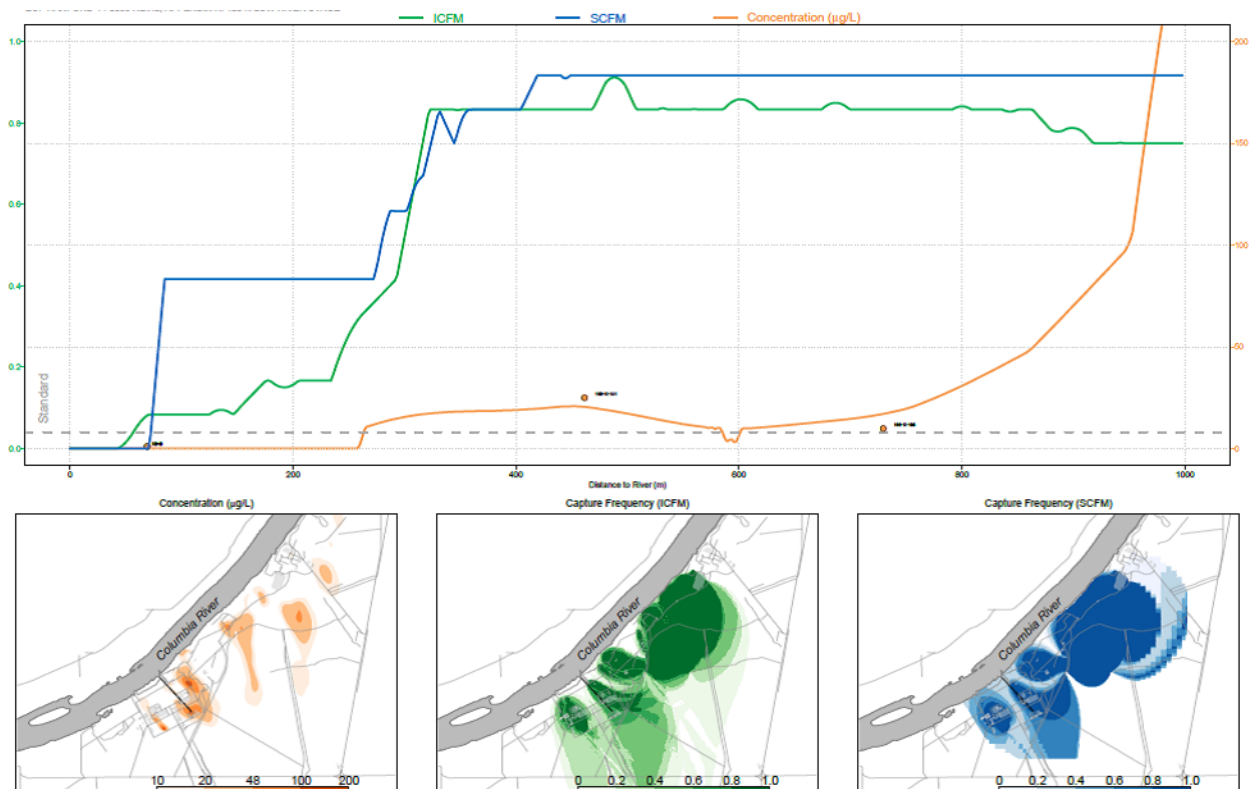 ICFM
SCFM
Concentration (μg/L)
1.0
0.8
0.6
0.4
0.2
0.0
200
150
100
50
0
Standard
0
200
400
600
800
1000
Distance to River (m)
Concentration (μg/L)
Capture Frequency (ICFM)
Capture Frequency (SCFM)
Columbia River
10 20 48 100 200
Columbia River
0 0.2 0.4 0.6 0.8 1.0
Columbia River
0 0.2 0.4 0.6 0.8 1.0